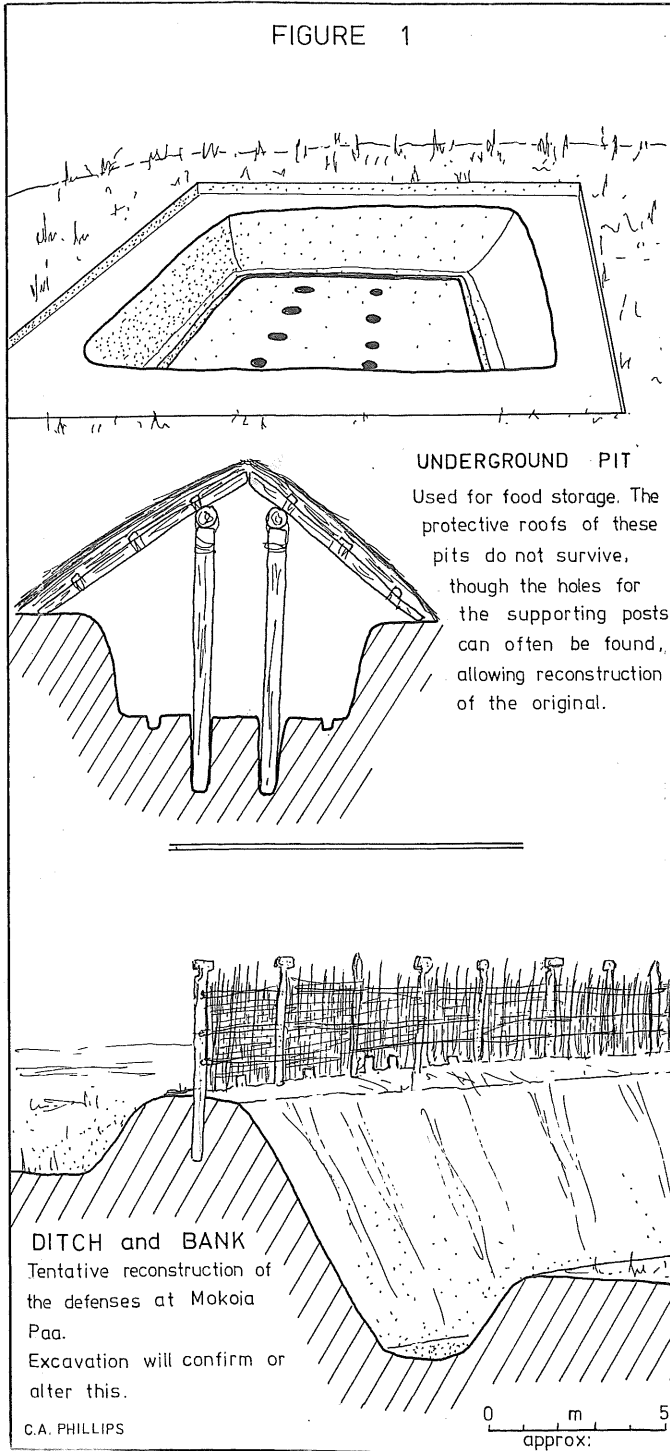 FIGURE 1
UNDERGROUND PIT
Used for food storage. The
protective roofs of these
pits do not survive,
though the holes for
the supporting posts
can often be found,
allowing reconstruction
of the original.
DITCH and BANK
Tentative reconstruction of
the defenses at Mokoia
Paa.
Excavation will confirm or
alter this.
C.A. PHILLIPS
0 m 5
approx: